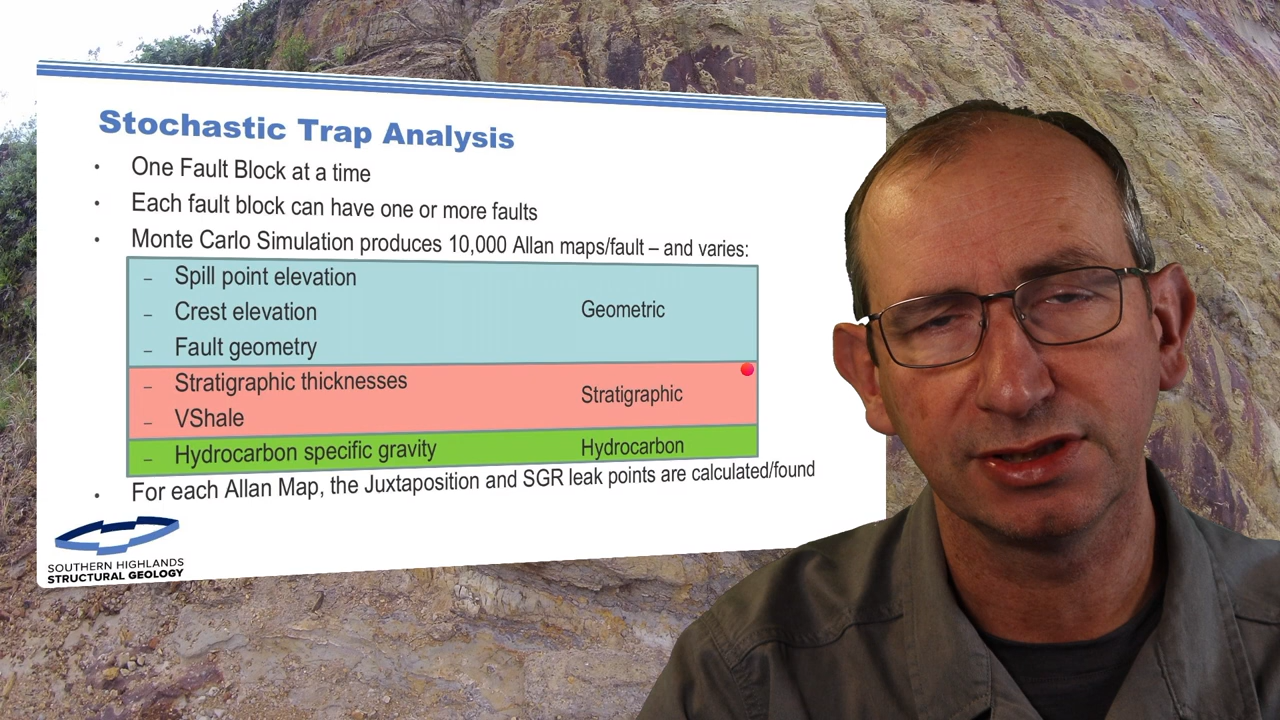 Stochastic Trap Analysis
• One Fault Block at a time
• Each fault block can have one or more faults
• Monte Carlo Simulation produces 10,000 Allan maps/fault – and varies:
– Spill point elevation
– Crest elevation Geometric
– Fault geometry
– Stratigraphic thicknesses Stratigraphic
– VShale
– Hydrocarbon specific gravity Hydrocarbon
• For each Allan Map, the Juxtaposition and SGR leak points are calculated/found
SOUTHERN HIGHLANDS
STRUCTURAL GEOLOGY